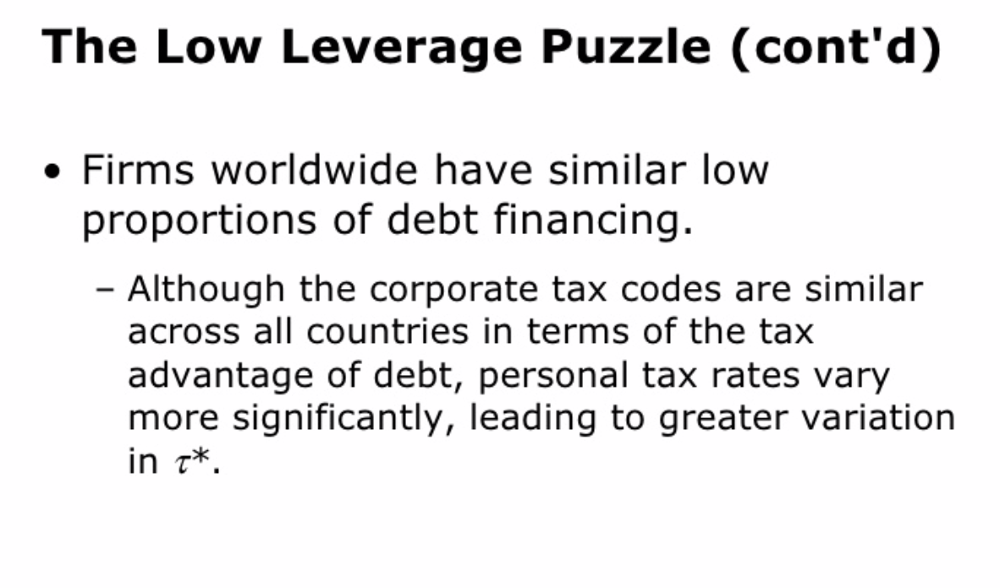 The Low Leverage Puzzle (cont'd)
• Firms worldwide have similar low
proportions of debt financing.
– Although the corporate tax codes are similar
across all countries in terms of the tax
advantage of debt, personal tax rates vary
more significantly, leading to greater variation
in τ*.